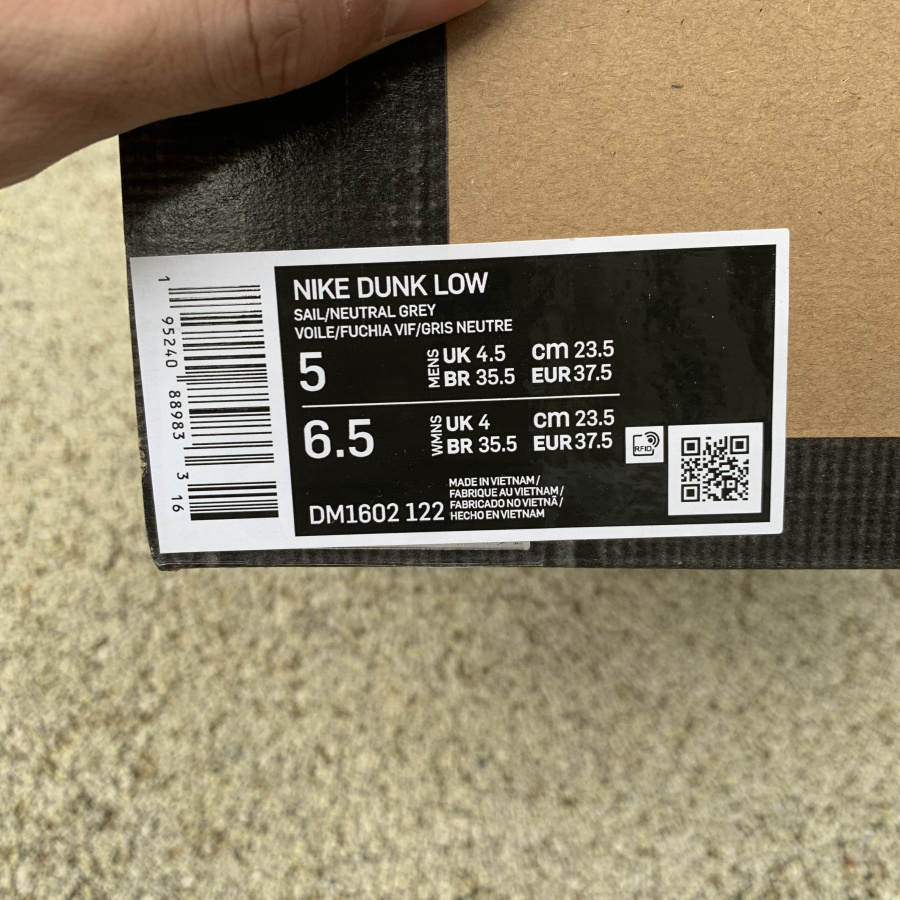 NIKE DUNK LOW
SAIL/NEUTRAL GREY
VOILE/FUCHIA VIF/GRIS NEUTRE
5 MENS UK 4.5 cm 23.5
BR 35.5 EUR 37.5
6.5 WMNS UK 4 cm 23.5
BR 35.5 EUR 37.5
RFID
MADE IN VIETNAM /
FABRIQUE AU VIETNAM /
FABRICADO NO VIETNÃ /
DM1602 122 HECHO EN VIETNAM
1 95240 88983 3 16